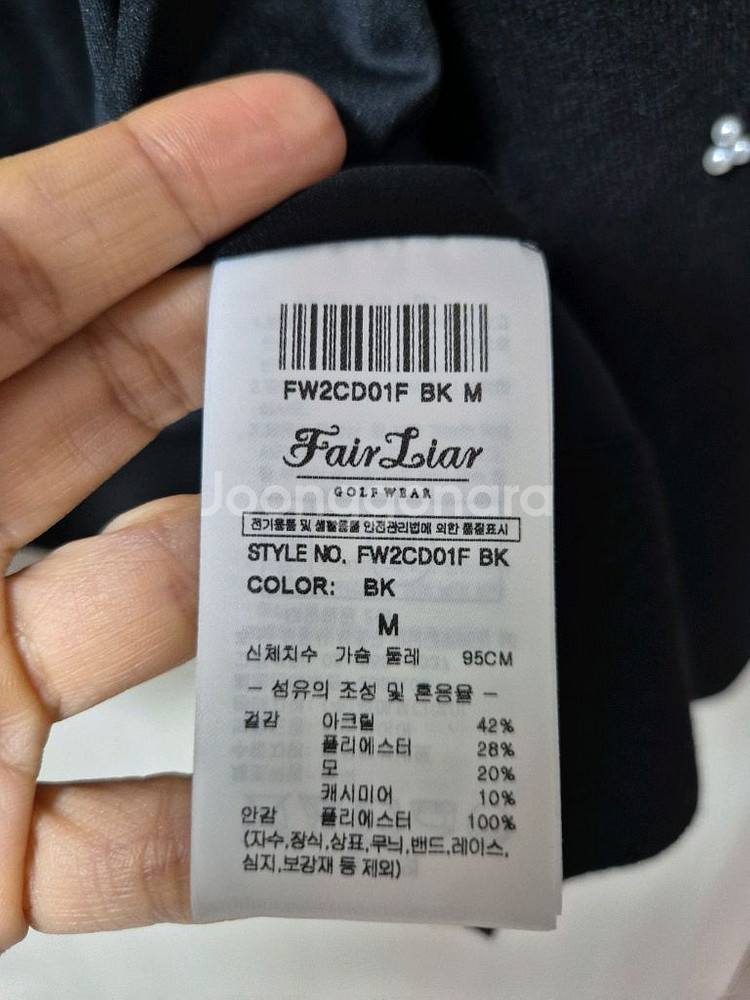 FW2CD01F BK M
Fair Liar
GOLF WEAR
Joonggonara
전기용품 및 생활용품 안전관리법에 의한 품질표시
STYLE NO. FW2CD01F BK
COLOR: BK
M
신체치수 가슴 둘레 95CM
- 섬유의 조성 및 혼용율 -
겉감 아크릴 42%
폴리에스터 28%
모 20%
캐시미어 10%
안감 폴리에스터 100%
(자수,장식,상표,무늬,밴드,레이스,
심지,보강재 등 제외)